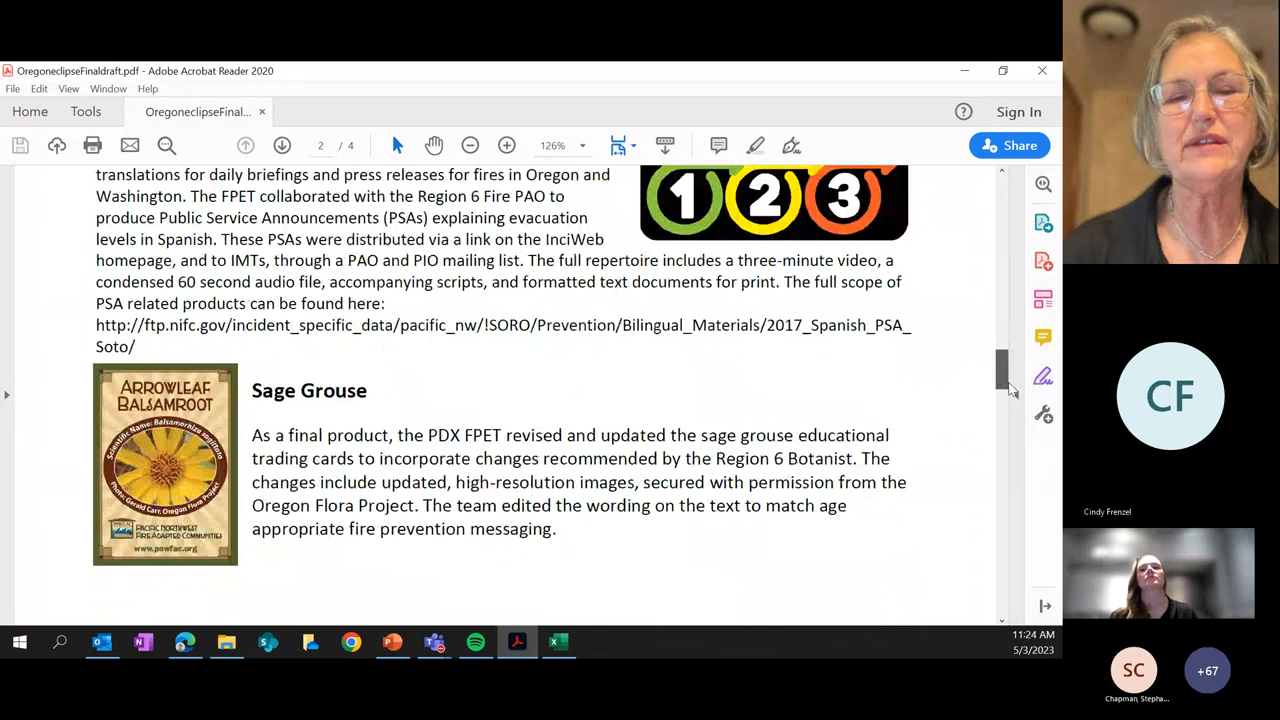 OregoneclipseFinaldraft.pdf - Adobe Acrobat Reader 2020
File Edit View Window Help
Home Tools OregoneclipseFinal... × Sign In
2 / 4 126% Share
translations for daily briefings and press releases for fires in Oregon and
Washington. The FPET collaborated with the Region 6 Fire PAO to
produce Public Service Announcements (PSAs) explaining evacuation
levels in Spanish. These PSAs were distributed via a link on the InciWeb
homepage, and to IMTs, through a PAO and PIO mailing list. The full repertoire includes a three-minute video, a
condensed 60 second audio file, accompanying scripts, and formatted text documents for print. The full scope of
PSA related products can be found here:
http://ftp.nifc.gov/incident_specific_data/pacific_nw/!SORO/Prevention/Bilingual_Materials/2017_Spanish_PSA_
Soto/
1 2 3
ARROWLEAF
BALSAMROOT
Scientific Name: Balsamorhiza sagittata
Photo: Gerald Carr, Oregon Flora Project
PACIFIC NORTHWEST
FIRE ADAPTED COMMUNITIES
www.pawfac.org
Sage Grouse
As a final product, the PDX FPET revised and updated the sage grouse educational
trading cards to incorporate changes recommended by the Region 6 Botanist. The
changes include updated, high-resolution images, secured with permission from the
Oregon Flora Project. The team edited the wording on the text to match age
appropriate fire prevention messaging.
11:24 AM
5/3/2023
CF
Cindy Frenzel
SC
+67
Chapman, Stepha...